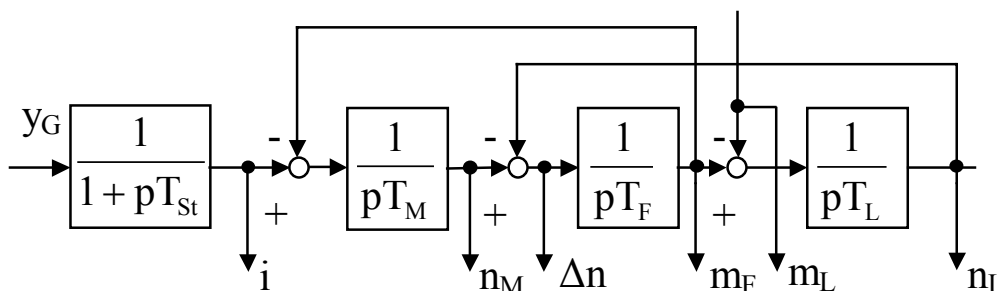 y_G
1
1 + pT_St
-
+
i
1
pT_M
-
+
n_M
Δn
1
pT_F
-
+
m_F
m_L
1
pT_L
n_L